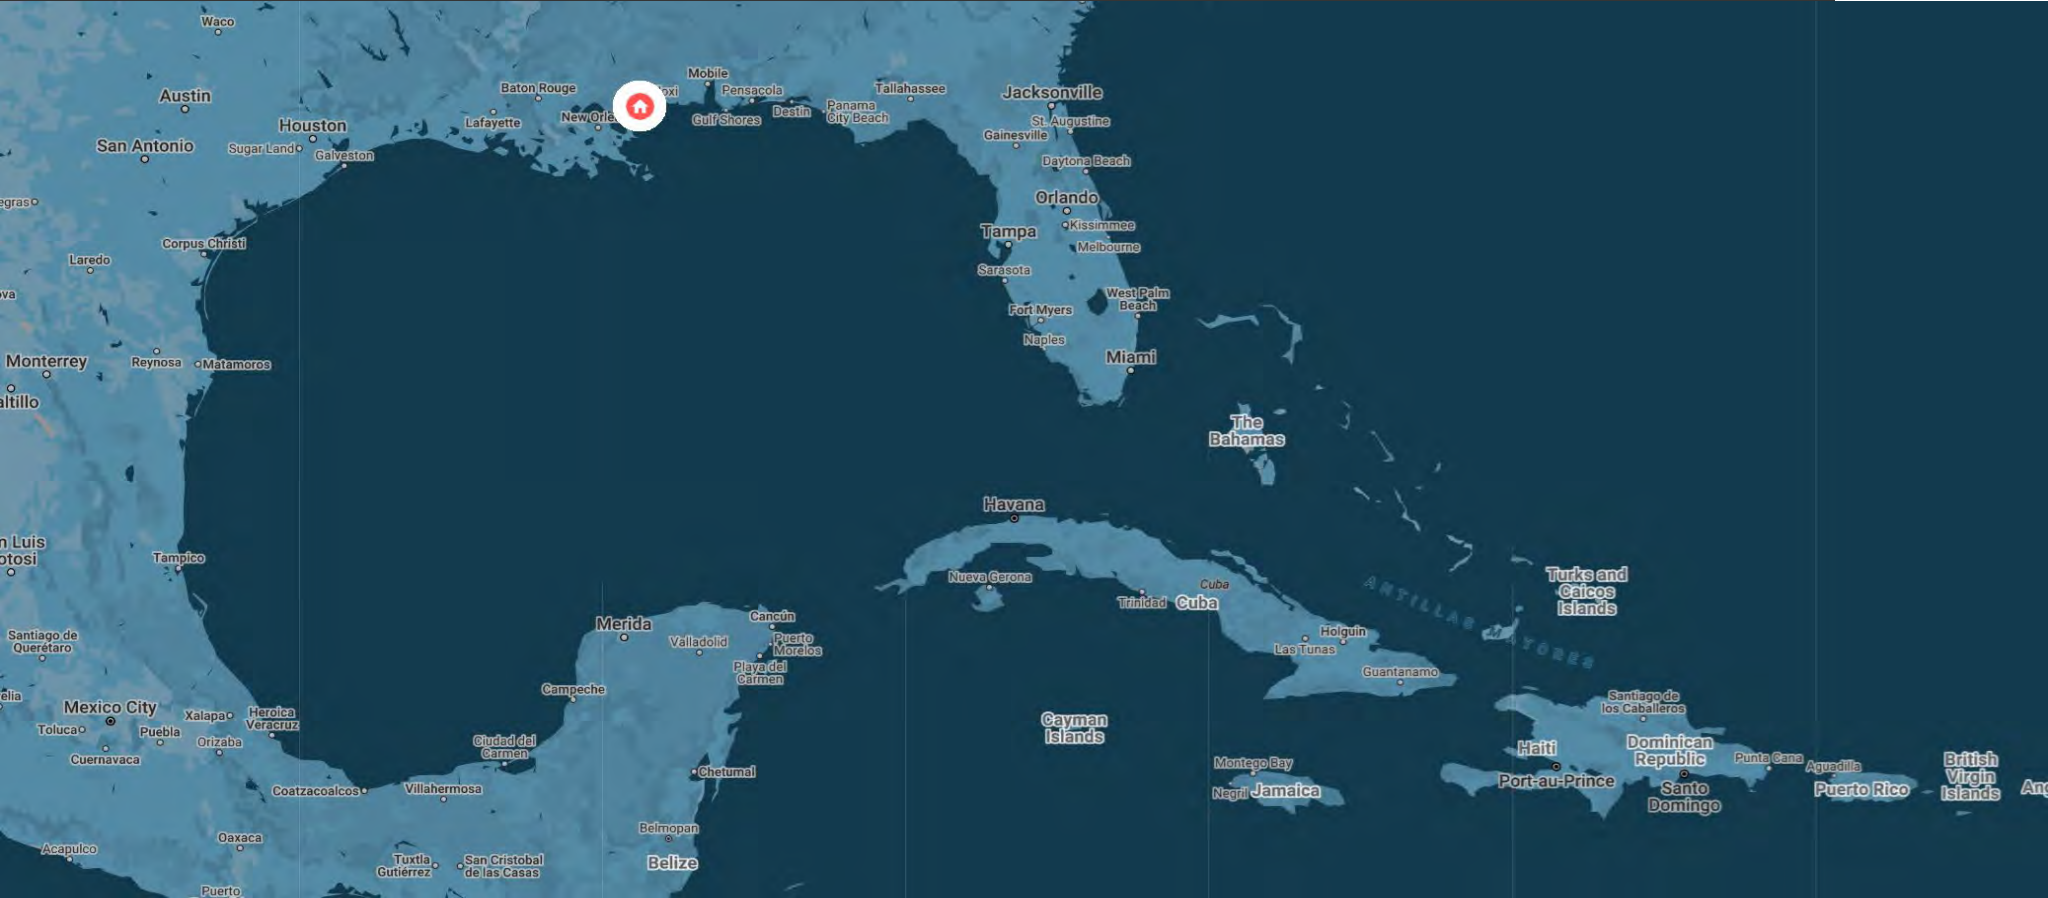 Waco
Austin
San Antonio
Houston
Sugar Land
Galveston
Baton Rouge
Lafayette
Mobile
Pensacola
Gulf Shores
Destin
Panama
City Beach
Tallahassee
Jacksonville
St. Augustine
Gainesville
Daytona Beach
Orlando
Kissimmee
Tampa
Melbourne
Sarasota
West Palm
Beach
Fort Myers
Naples
Miami
Corpus Christi
Laredo
Monterrey
Reynosa
Matamoros
The
Bahamas
Havana
Tampico
Nueva Gerona
Cuba
Trinidad
Cuba
Turks and
Caicos
Islands
ANTILLAS MAYORES
Holguin
Las Tunas
Guantanamo
Merida
Cancún
Valladolid
Puerto
Morelos
Playa del
Carmen
Campeche
Santiago de
Querétaro
Mexico City
Toluca
Puebla
Cuernavaca
Xalapa
Orizaba
Heroica
Veracruz
Ciudad del
Carmen
Coatzacoalcos
Villahermosa
Chetumal
Cayman
Islands
Montego Bay
Negril
Jamaica
Santiago de
los Caballeros
Haiti
Port-au-Prince
Dominican
Republic
Santo
Domingo
Punta Cana
Aguadilla
Puerto Rico
British
Virgin
Islands
Oaxaca
Acapulco
Tuxtla
Gutiérrez
San Cristobal
de las Casas
Belmopan
Belize
Puerto